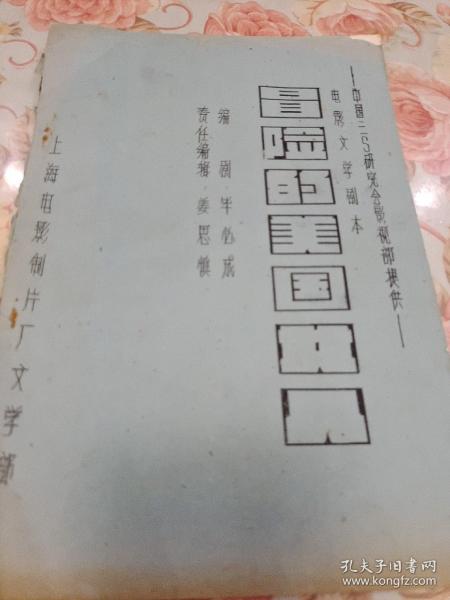 —中国三S研究会影视部提供—
电影文学剧本
冒险的美国女人
编剧·毕必成
责任编辑·姜思慎
上海电影制片厂文学部
孔夫子旧书网
www.kongfz.com